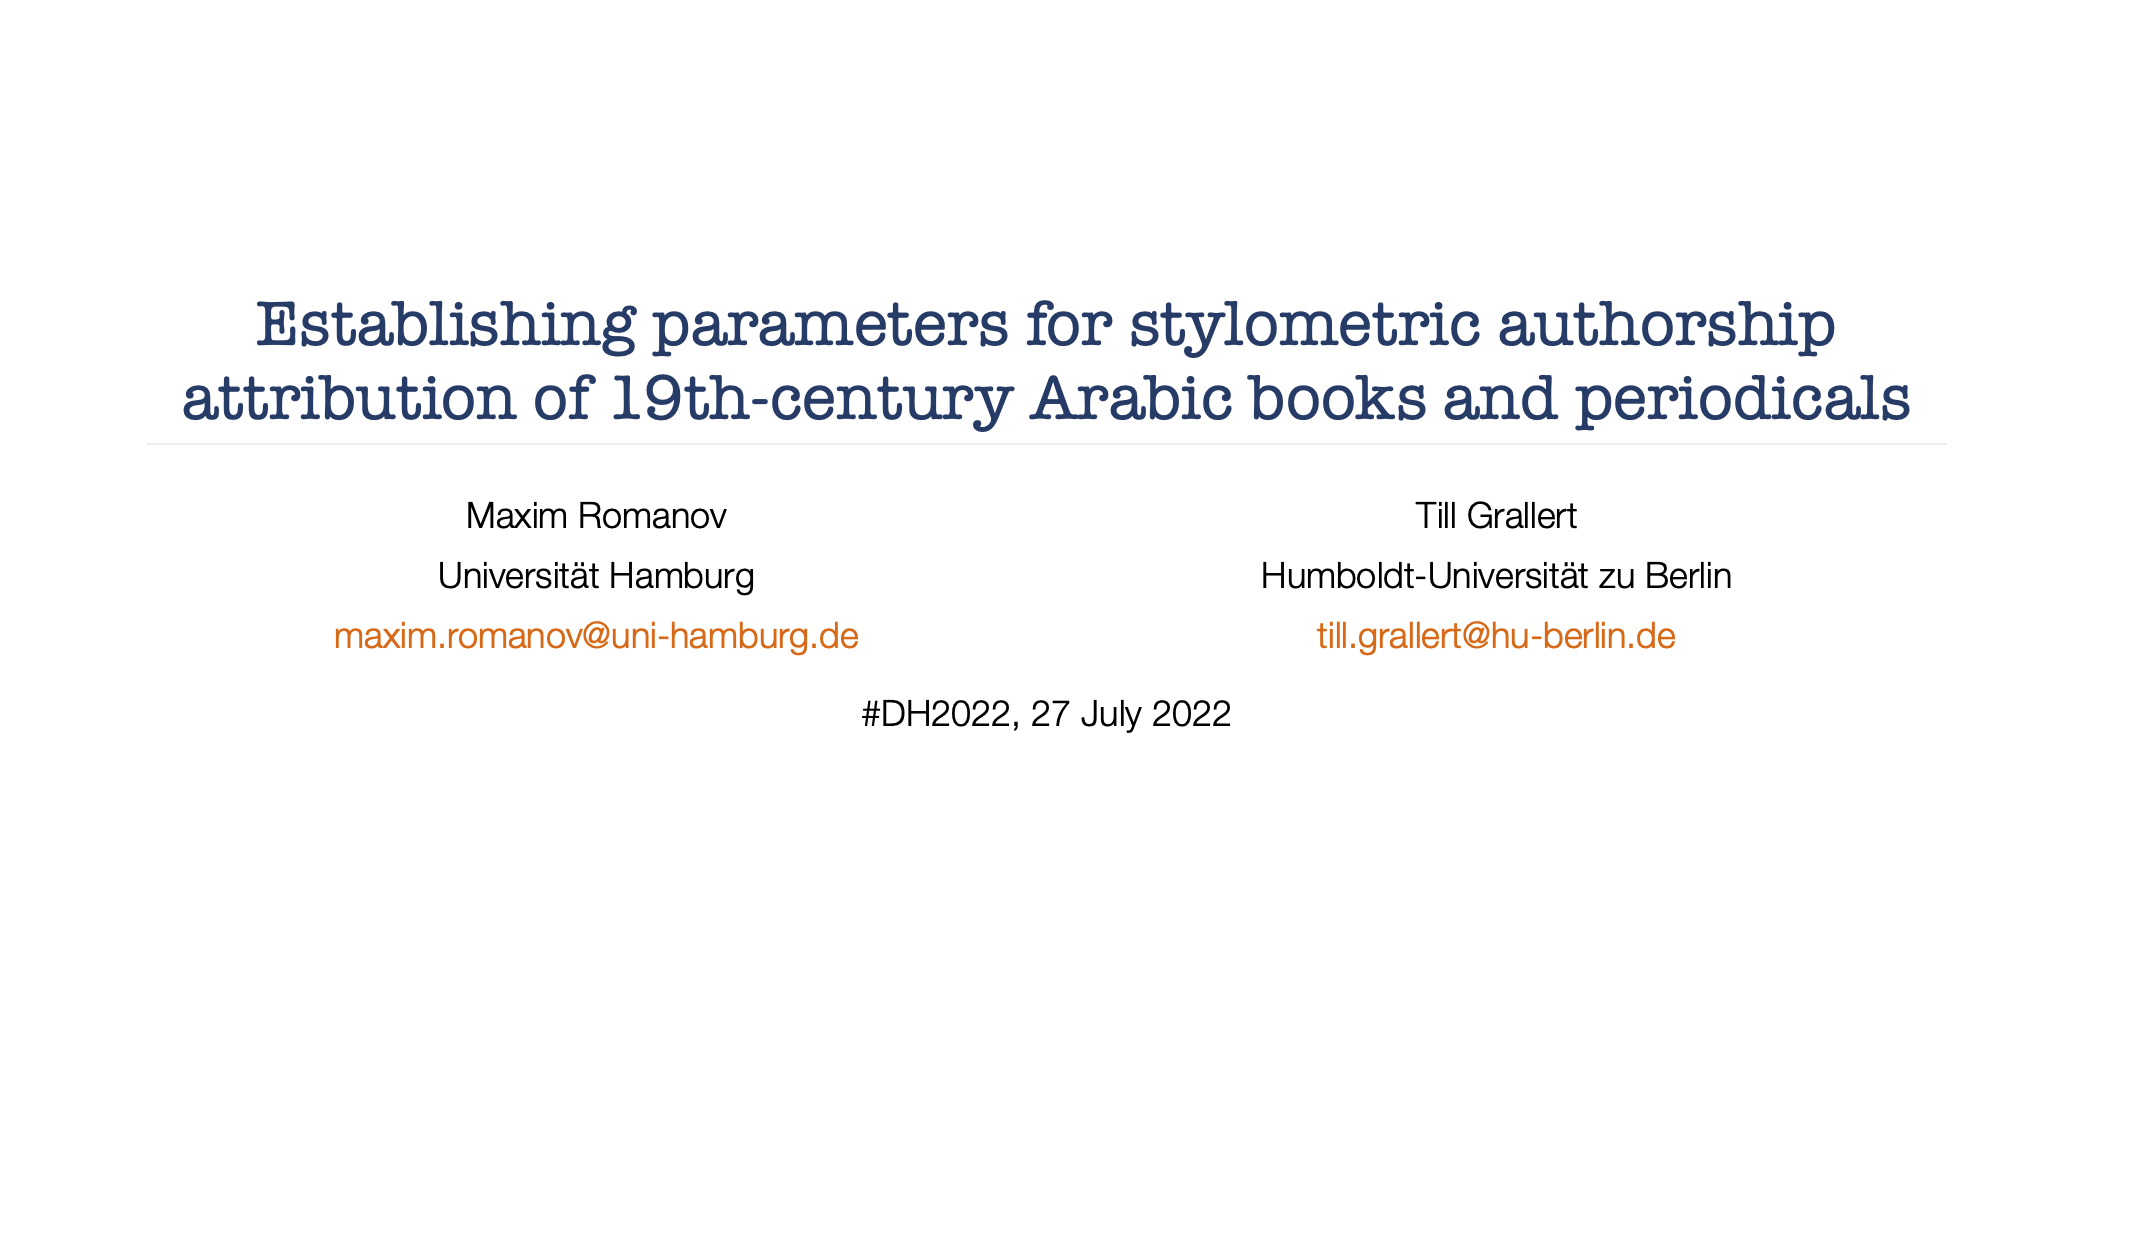 Establishing parameters for stylometric authorship
attribution of 19th-century Arabic books and periodicals
Maxim Romanov
Universität Hamburg
maxim.romanov@uni-hamburg.de
Till Grallert
Humboldt-Universität zu Berlin
till.grallert@hu-berlin.de
#DH2022, 27 July 2022